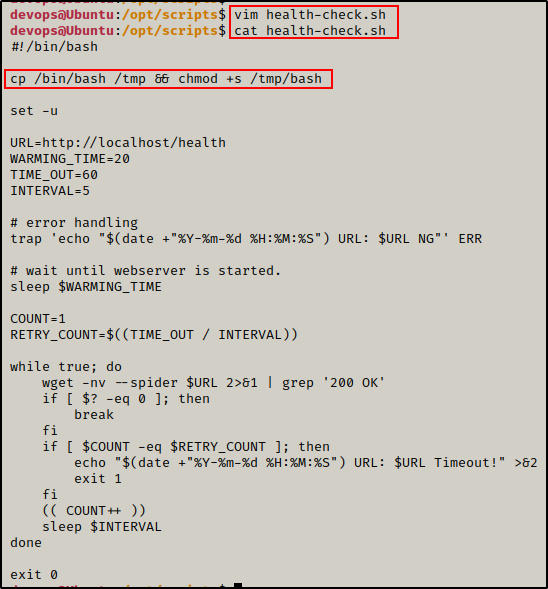 devops@Ubuntu:/opt/scripts$ vim health-check.sh
devops@Ubuntu:/opt/scripts$ cat health-check.sh
#!/bin/bash
cp /bin/bash /tmp && chmod +s /tmp/bash
set -u
URL=http://localhost/health
WARMING_TIME=20
TIME_OUT=60
INTERVAL=5
# error handling
trap 'echo "$(date +"%Y-%m-%d %H:%M:%S") URL: $URL NG"' ERR
# wait until webserver is started.
sleep $WARMING_TIME
COUNT=1
RETRY_COUNT=$((TIME_OUT / INTERVAL))
while true; do
    wget -nv --spider $URL 2>&1 | grep '200 OK'
    if [ $? -eq 0 ]; then
        break
    fi
    if [ $COUNT -eq $RETRY_COUNT ]; then
        echo "$(date +"%Y-%m-%d %H:%M:%S") URL: $URL Timeout!" >&2
        exit 1
    fi
    (( COUNT++ ))
    sleep $INTERVAL
done
exit 0